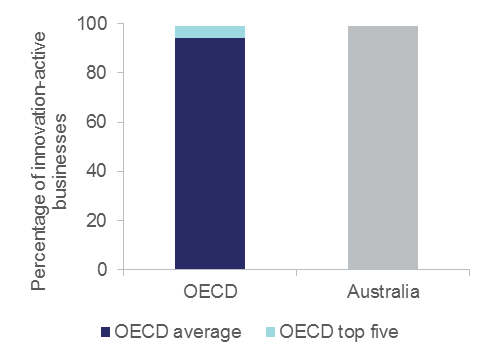 Percentage of innovation-active
businesses
100
80
60
40
20
0
OECD
Australia
OECD average
OECD top five